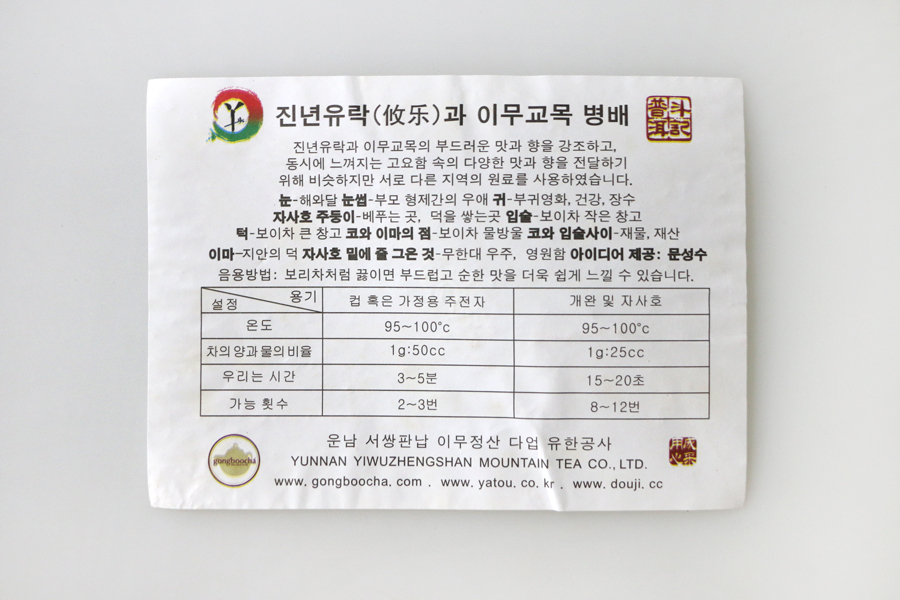 진년유락(攸乐)과 이무교목 병배
普洱
斗記
진년유락과 이무교목의 부드러운 맛과 향을 강조하고,
동시에 느껴지는 고요함 속의 다양한 맛과 향을 전달하기
위해 비슷하지만 서로 다른 지역의 원료를 사용하였습니다.
눈-해와달 눈썹-부모 형제간의 우애 귀-부귀영화, 건강, 장수
자사호 주둥이-베푸는 곳, 덕을 쌓는곳 입술-보이차 작은 창고
턱-보이차 큰 창고 코와 이마의 점-보이차 물방울 코와 입술사이-재물, 재산
이마-지안의 덕 자사호 밑에 줄 그은 것-무한대 우주, 영원함 아이디어 제공: 문성수
음용방법: 보리차처럼 끓이면 부드럽고 순한 맛을 더욱 쉽게 느낄 수 있습니다.
설정 용기 컵 혹은 가정용 주전자 개완 및 자사호
온도 95~100°c 95~100°c
차의양과물의비율 1g:50cc 1g:25cc
우리는 시간 3~5분 15~20초
가능 횟수 2~3번 8~12번
운남 서쌍판납 이무정산 다업 유한공사
YUNNAN YIWUZHENGSHAN MOUNTAIN TEA CO.,LTD.
www.gongboocha.com . www.yatou.co.kr . www.douji.cc
gongboocha